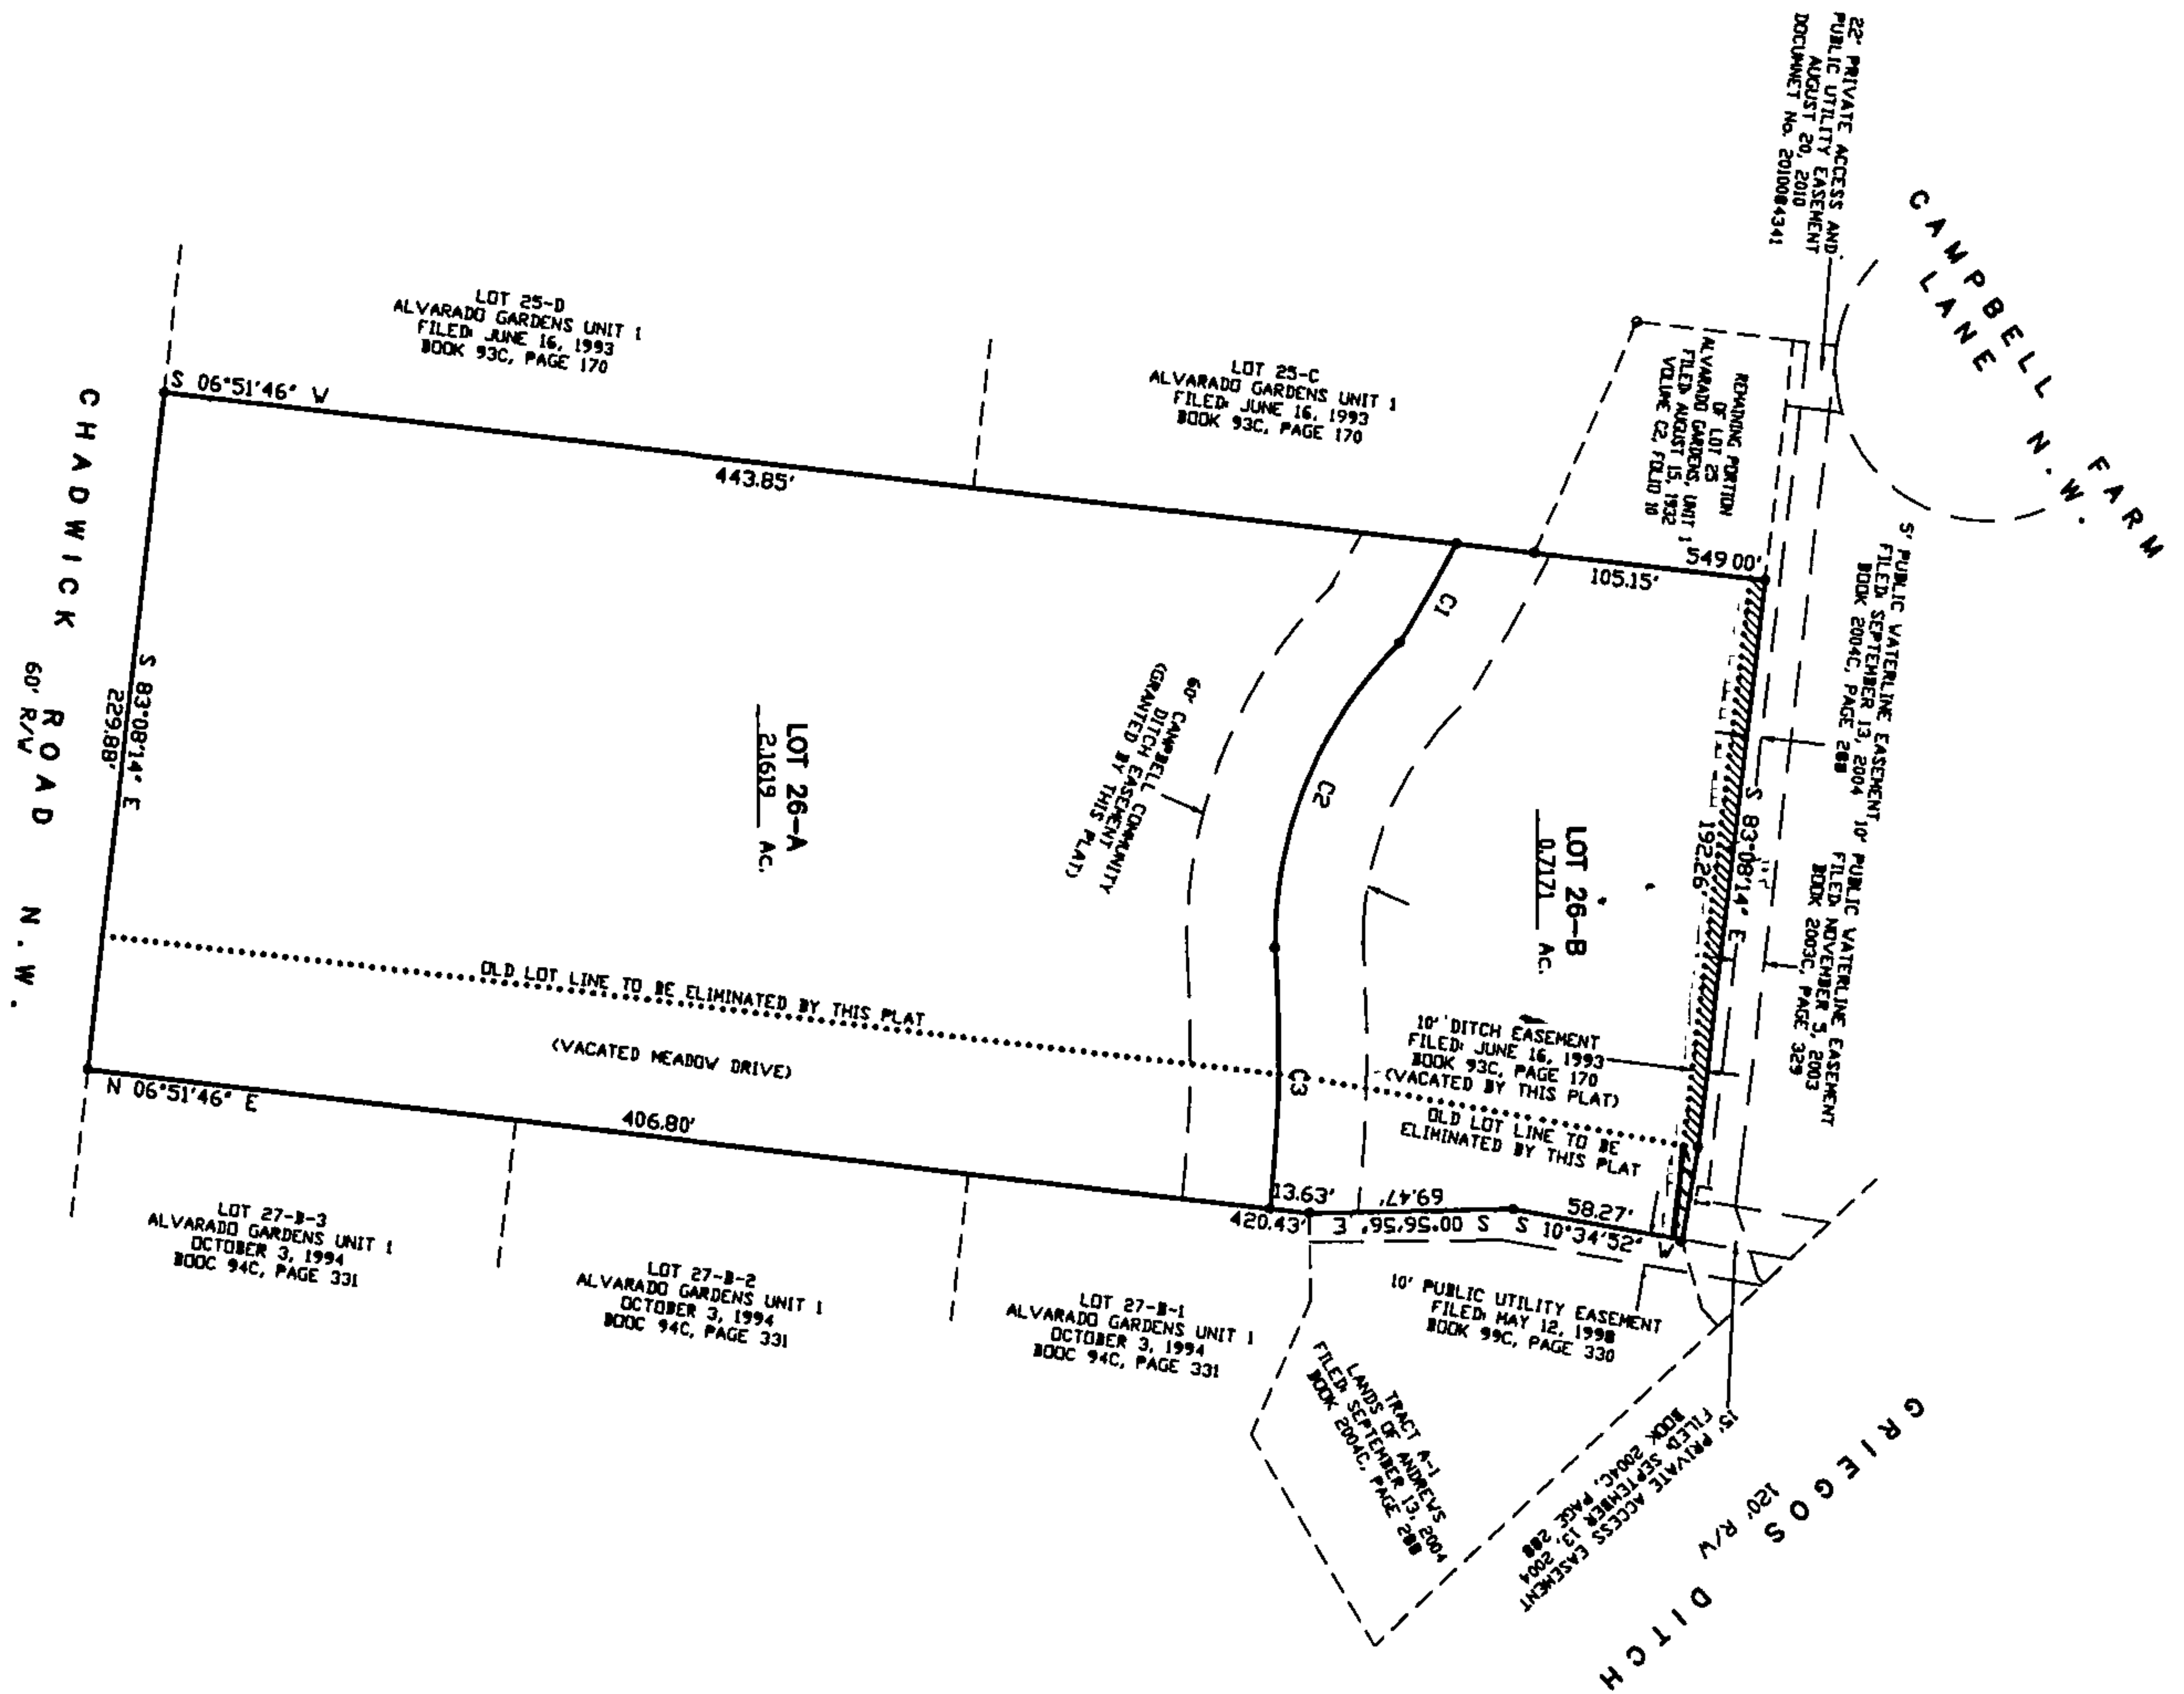 22' PRIVATE ACCESS AND
PUBLIC UTILITY EASEMENT
AUGUST 20, 2010
DOCUMNET No. 2010084341
CAMPBELL FARM
LANE N.W.
LOT 25-D
ALVARADO GARDENS UNIT 1
FILED: JUNE 16, 1993
BOOK 93C, PAGE 170
LOT 25-C
ALVARADO GARDENS UNIT 1
FILED: JUNE 16, 1993
BOOK 93C, PAGE 170
REMAINING PORTION
OF LOT 25
ALVARADO GARDENS, UNIT 1
FILED: AUGUST 15, 1932
VOLUME C2, FOLIO 10
S 06°51'46" W
443.85'
549.00'
105.15'
5' PUBLIC WATERLINE EASEMENT
FILED: SEPTEMBER 13, 2004
BOOK 2004C, PAGE 288
10' PUBLIC WATERLINE EASEMENT
FILED: NOVEMBER 5, 2003
BOOK 2003C, PAGE 329
S 83°08'14" E
192.26'
C1
C2
C3
60' CAMPBELL COMMUNITY
DITCH EASEMENT
(GRANTED BY THIS PLAT)
LOT 26-A
2.1619 Ac.
LOT 26-B
0.7171 Ac.
CHADWICK ROAD N.W.
60' R/W
S 83°08'14" E
229.88'
OLD LOT LINE TO BE ELIMINATED BY THIS PLAT
(VACATED MEADOW DRIVE)
10' DITCH EASEMENT
FILED: JUNE 16, 1993
BOOK 93C, PAGE 170
(VACATED BY THIS PLAT)
OLD LOT LINE TO BE
ELIMINATED BY THIS PLAT
L1
N 06°51'46" E
406.80'
13.63'
420.43'
69.47'
S 00°56'56" E
58.27'
S 10°34'52" W
LOT 27-B-3
ALVARADO GARDENS UNIT 1
OCTOBER 3, 1994
BOOC 94C, PAGE 331
LOT 27-B-2
ALVARADO GARDENS UNIT 1
OCTOBER 3, 1994
BOOC 94C, PAGE 331
LOT 27-B-1
ALVARADO GARDENS UNIT 1
OCTOBER 3, 1994
BOOC 94C, PAGE 331
10' PUBLIC UTILITY EASEMENT
FILED: MAY 12, 1998
BOOK 99C, PAGE 330
TRACT A-1
LANDS OF ANDREWS
FILED: SEPTEMBER 13, 2004
BOOK 2004C, PAGE 288
15' PRIVATE ACCESS EASEMENT
FILED: SEPTEMBER 13, 2004
BOOK 2004C, PAGE 288
GRIEGOS DITCH
120' R/W